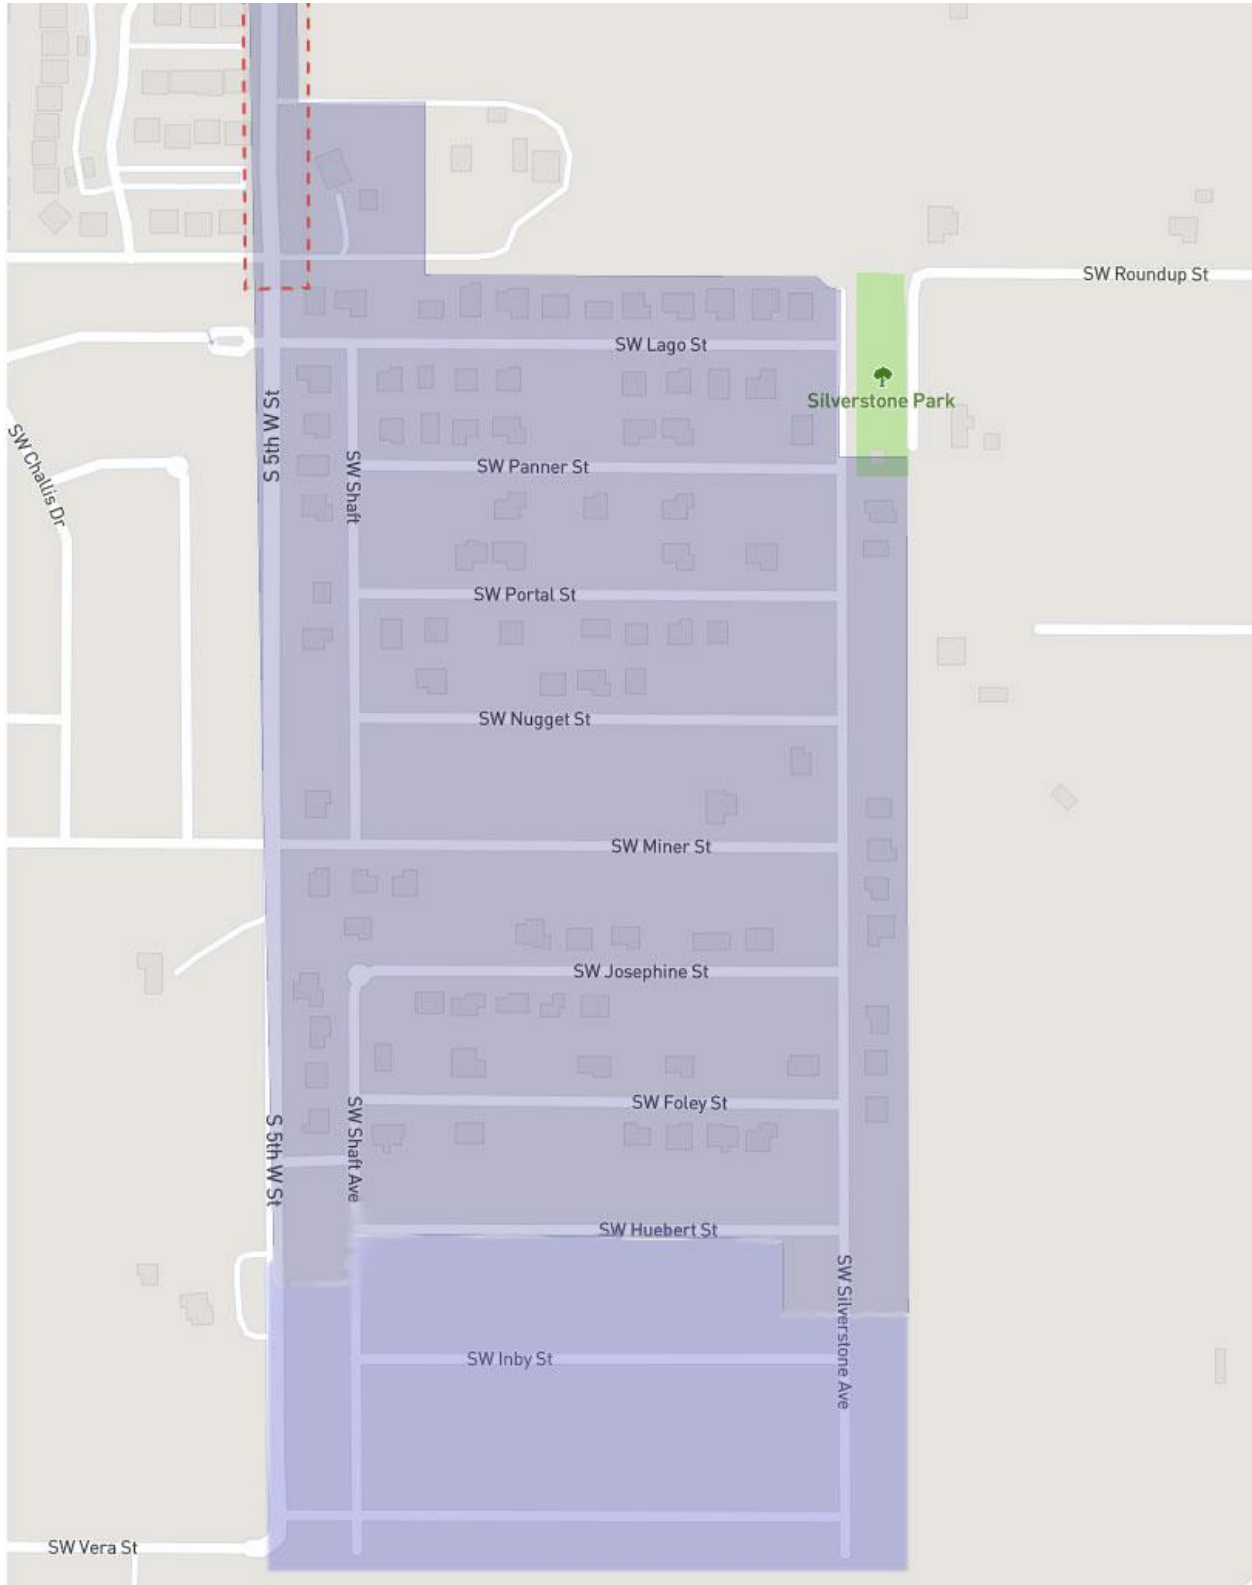 SW Roundup St
SW Lago St
Silverstone Park
S 5th W St
SW Challis Dr
SW Shaft
SW Panner St
SW Portal St
SW Nugget St
SW Miner St
SW Josephine St
SW Foley St
S 5th W St
SW Shaft Ave
SW Huebert St
SW Silverstone Ave
SW Inby St
SW Vera St